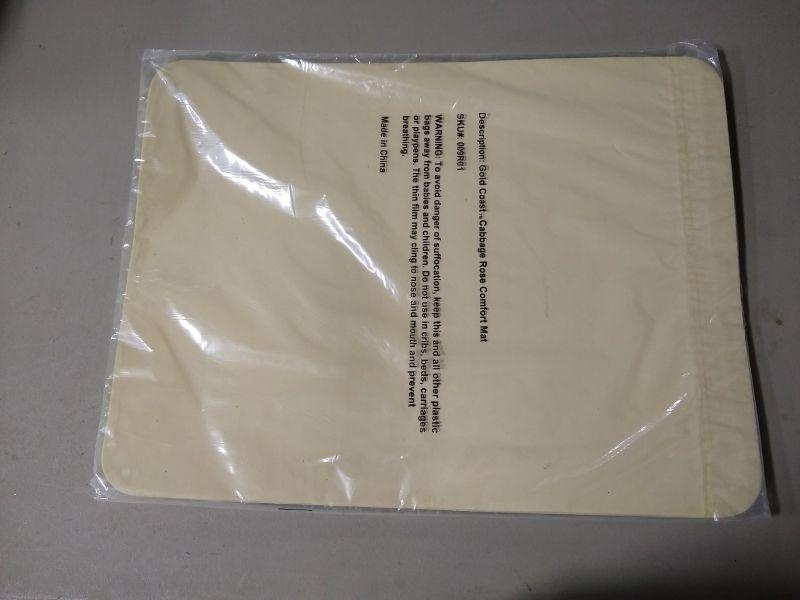 Description: Gold Coast™ Cabbage Rose Comfort Mat
SKU#: 009R01
WARNING: To avoid danger of suffocation, keep this and all other plastic
bags away from babies and children. Do not use in cribs, beds, carriages
or playpens. The thin film may cling to nose and mouth and prevent
breathing.
Made in China